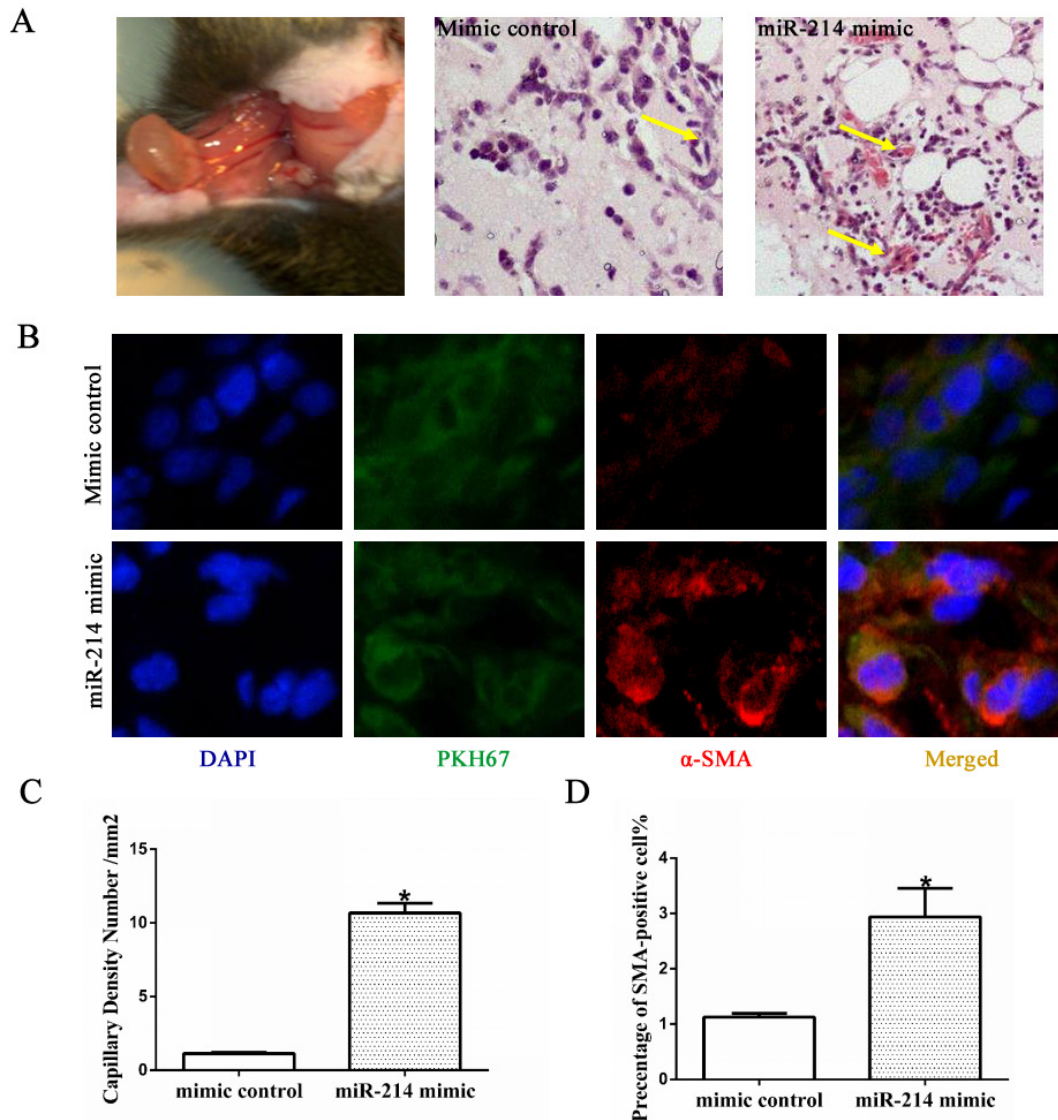 A
Mimic control
miR-214 mimic
B
Mimic control
miR-214 mimic
DAPI
PKH67
α-SMA
Merged
C
Capillary Density Number /mm2
15
10
5
0
*
mimic control
miR-214 mimic
D
Precentage of SMA-positive cell%
4
3
2
1
0
*
mimic control
miR-214 mimic